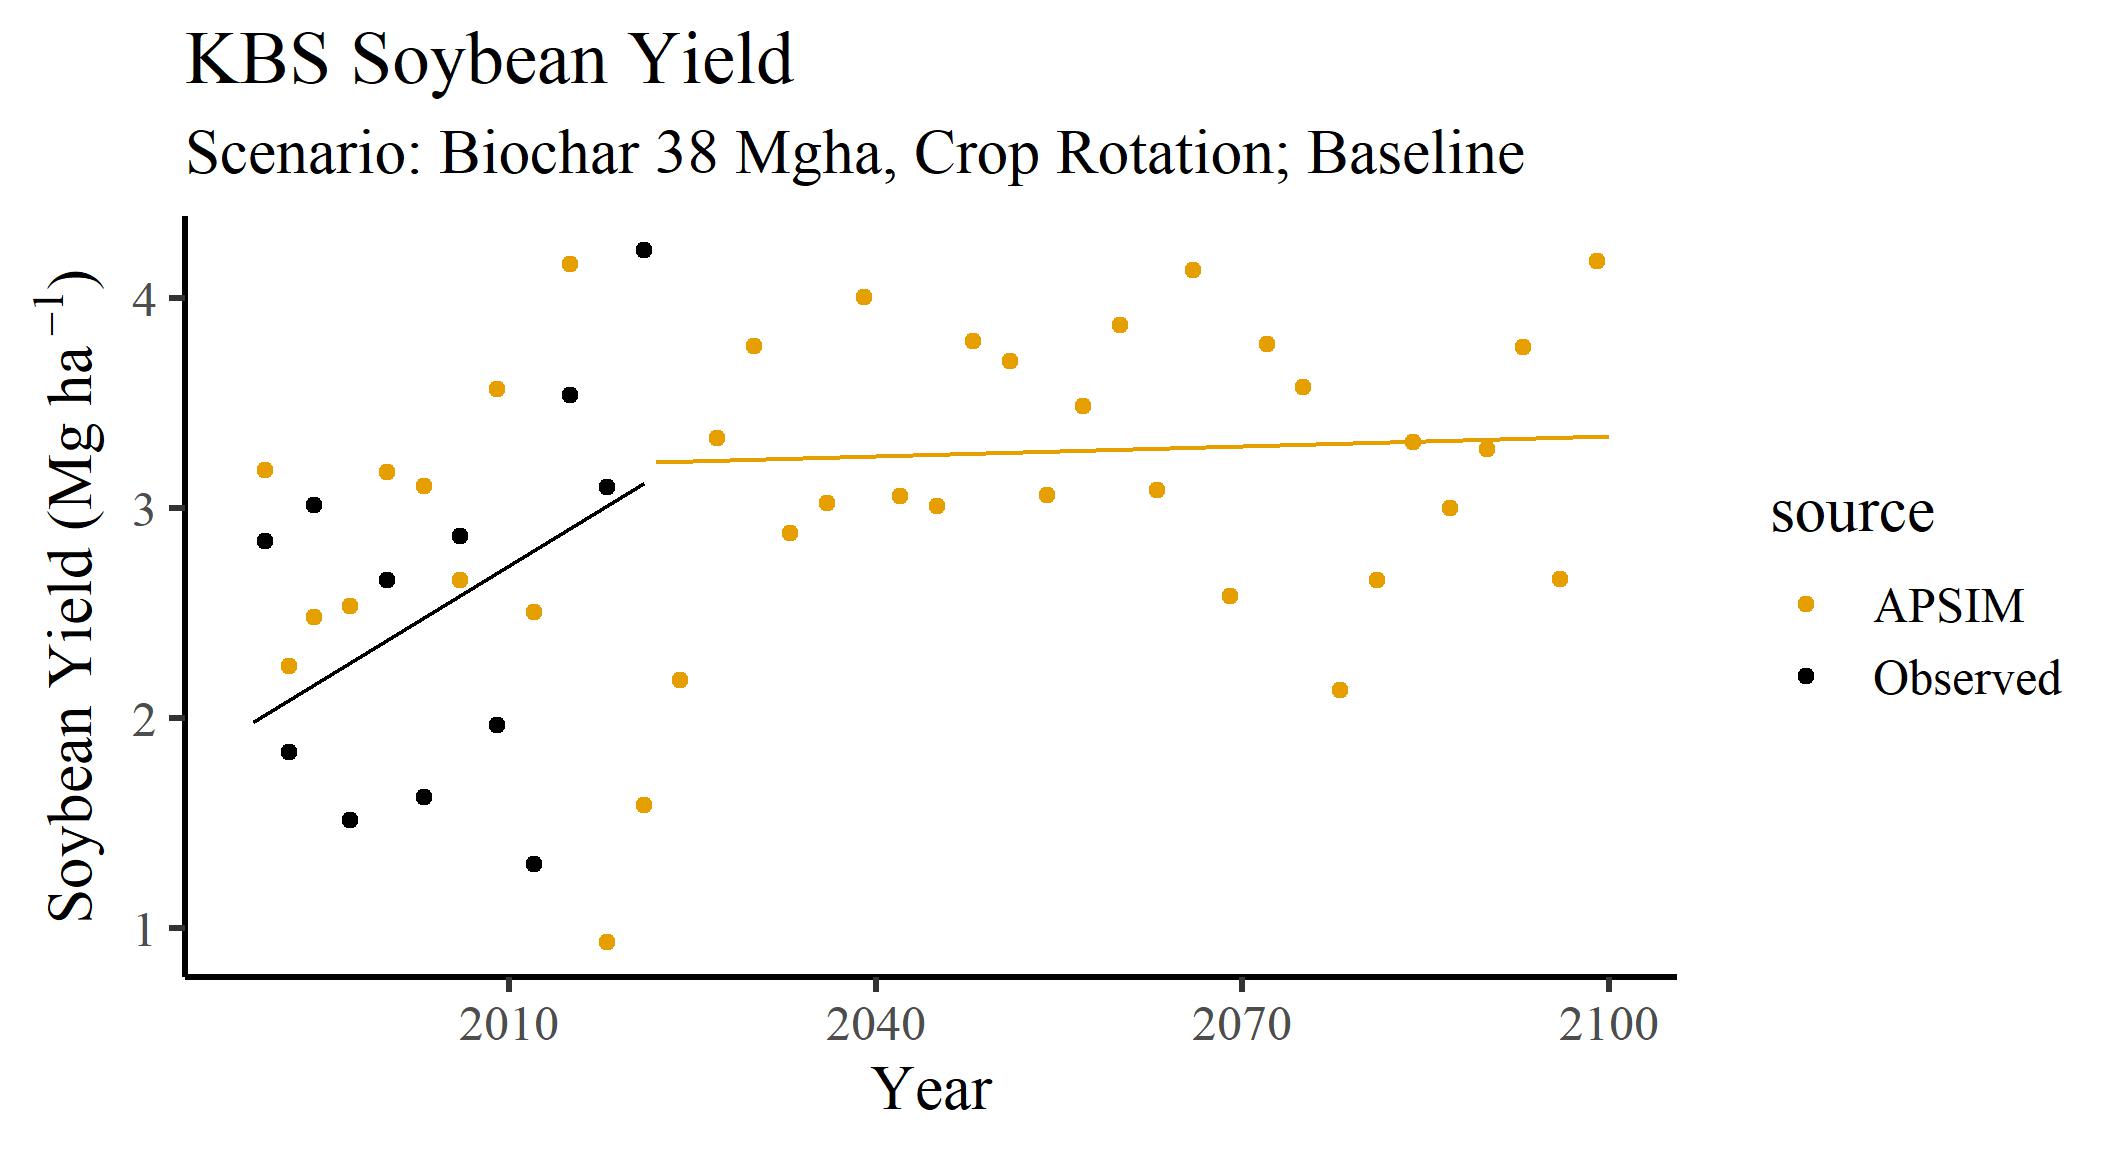 KBS Soybean Yield
Scenario: Biochar 38 Mgha, Crop Rotation; Baseline
Soybean Yield (Mg ha⁻¹)
4
3
2
1
2010 2040 2070 2100
Year
source
APSIM
Observed